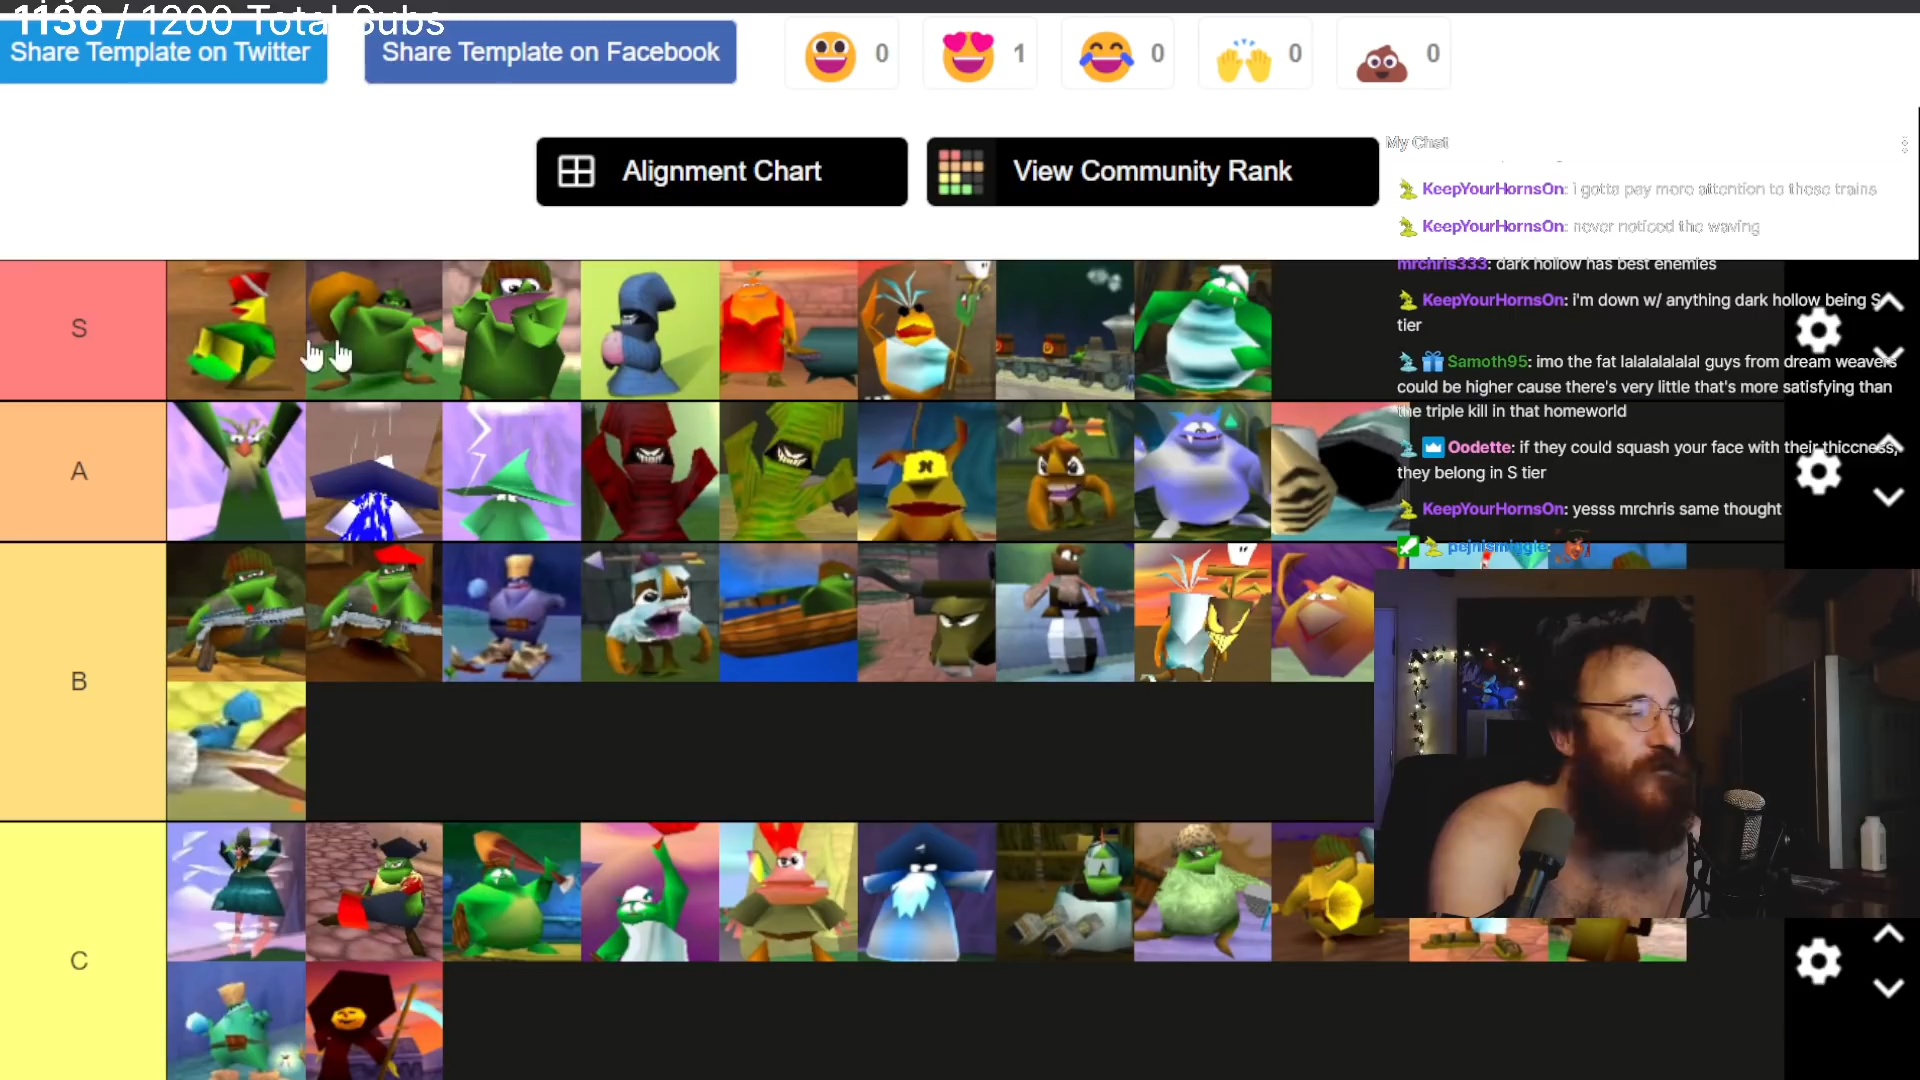 1136 / 1200 Total Subs
Share Template on Twitter
Share Template on Facebook
0
1
0
0
0
Alignment Chart
View Community Rank
My Chat
KeepYourHornsOn: i gotta pay more attention to these trains
KeepYourHornsOn: never noticed the waving
mrchris333: dark hollow has best enemies
KeepYourHornsOn: i'm down w/ anything dark hollow being S
tier
Samoth95: imo the fat lalalalalalal guys from dream weavers
could be higher cause there's very little that's more satisfying than
the triple kill in that homeworld
Oodette: if they could squash your face with their thiccness,
they belong in S tier
KeepYourHornsOn: yesss mrchris same thought
S
A
B
C